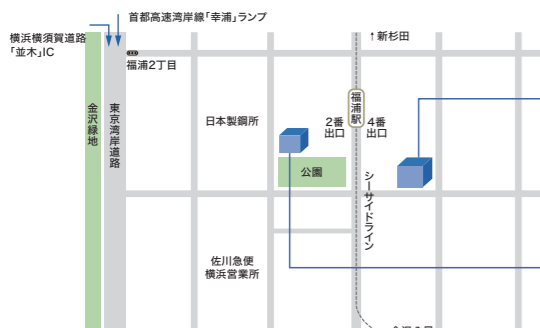 首都高速湾岸線「幸浦」ランプ
横浜横須賀道路
「並木」IC
↑新杉田
福浦2丁目
金沢緑地
東京湾岸道路
日本製鋼所
福浦駅
2番
出口
4番
出口
公園
シーサイドライン
佐川急便
横浜営業所